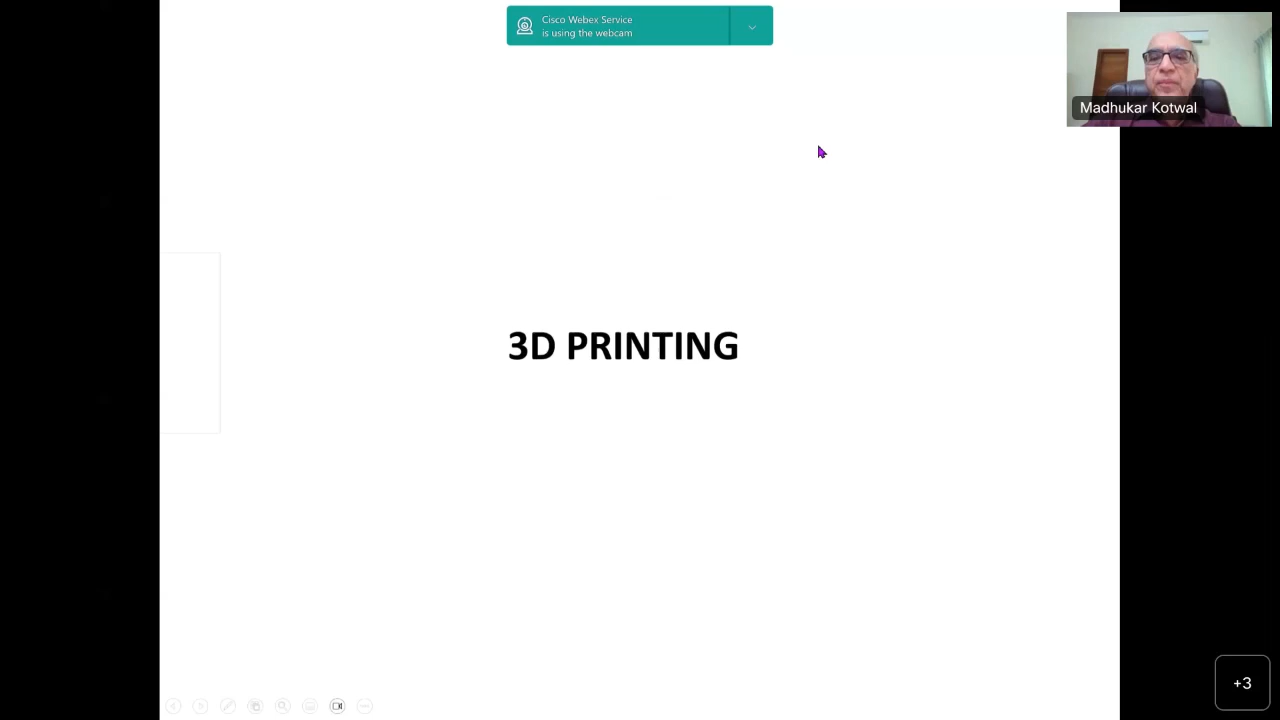 Cisco Webex Service
is using the webcam
Madhukar Kotwal
3D PRINTING
+3